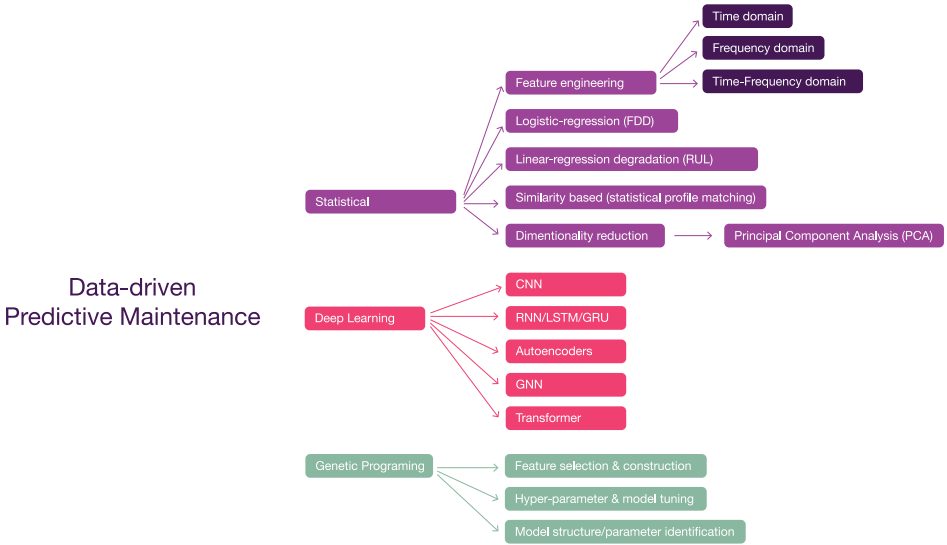 Data-driven
Predictive Maintenance
Statistical
Feature engineering
Time domain
Frequency domain
Time-Frequency domain
Logistic-regression (FDD)
Linear-regression degradation (RUL)
Similarity based (statistical profile matching)
Dimentionality reduction
Principal Component Analysis (PCA)
Deep Learning
CNN
RNN/LSTM/GRU
Autoencoders
GNN
Transformer
Genetic Programing
Feature selection & construction
Hyper-parameter & model tuning
Model structure/parameter identification